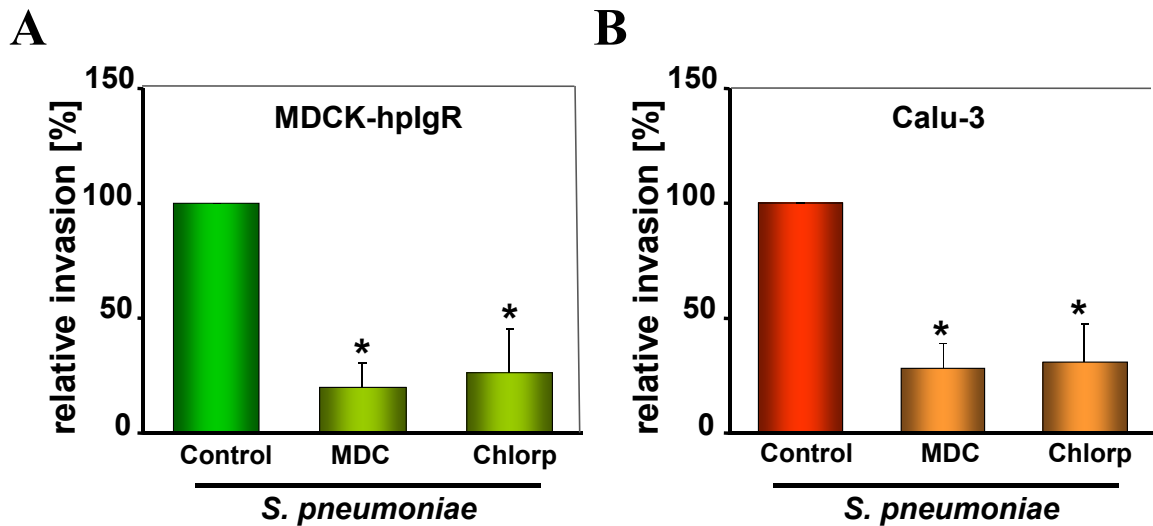 A
150
MDCK-hpIgR
relative invasion [%]
100
50
0
*
*
Control MDC Chlorp
S. pneumoniae
B
150
Calu-3
relative invasion [%]
100
50
0
*
*
Control MDC Chlorp
S. pneumoniae